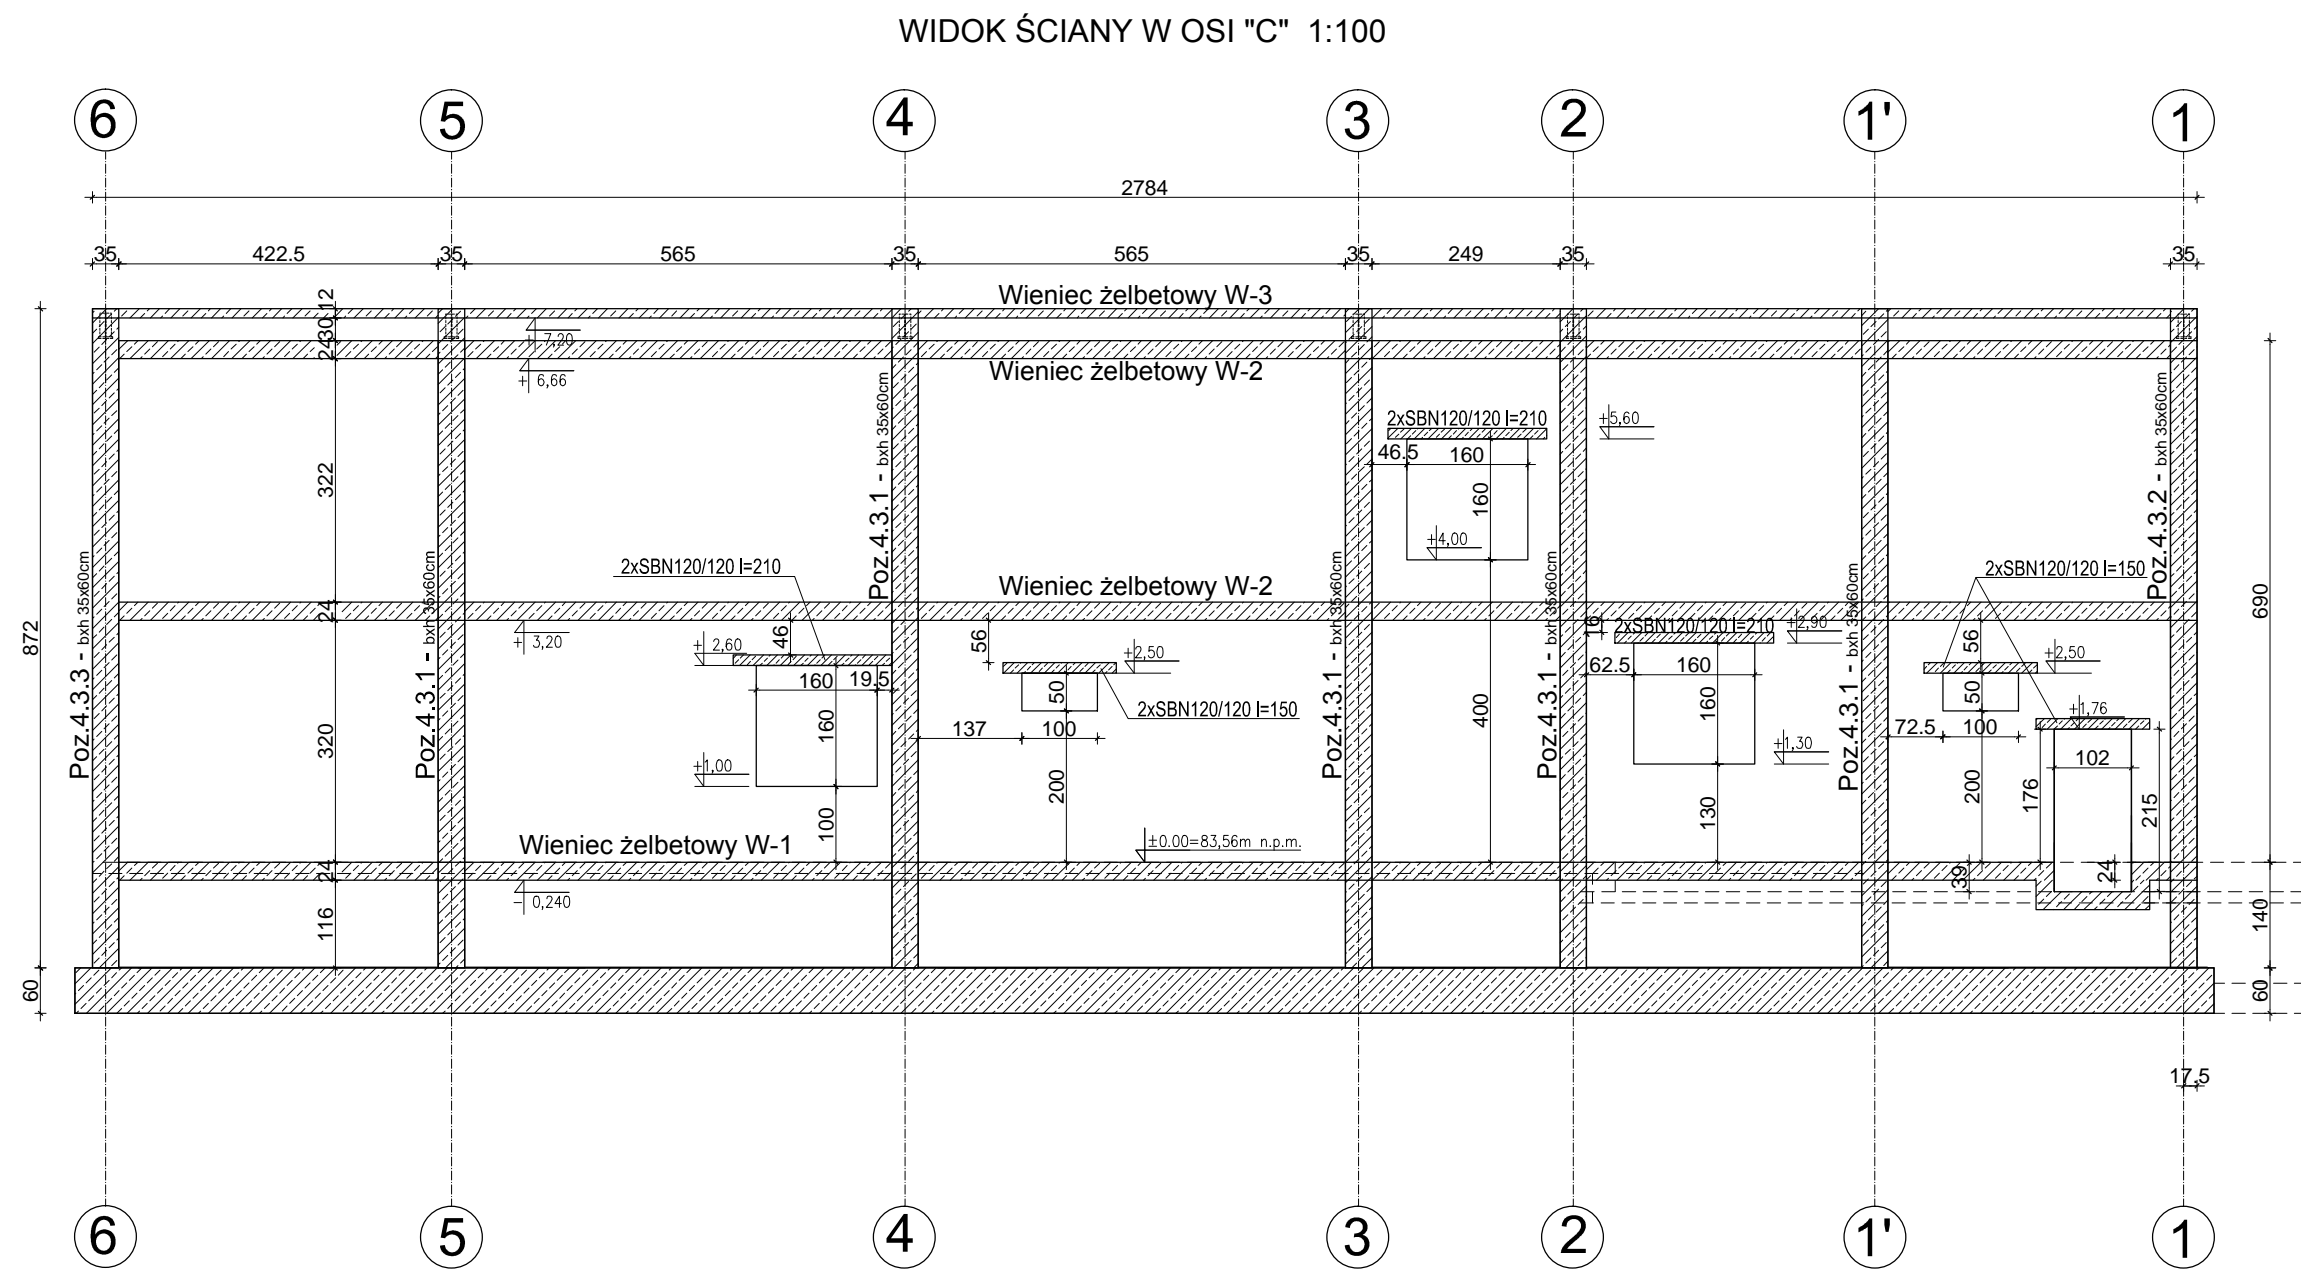 WIDOK ŚCIANY W OSI "C" 1:100
6 5 4 3 2 1' 1
2784
35 422.5 35 565 35 565 35 249 35 35
12
30
24
322
24
320
24
116
872
60
Wieniec żelbetowy W-3
+ 7,20
Wieniec żelbetowy W-2
+ 6,66
2xSBN120/120 l=210
+5,60
46.5 160
160
+4,00
400
2xSBN120/120 l=210
Wieniec żelbetowy W-2
2xSBN120/120 l=150
+ 3,20
46
+ 2,60
160 19.5
160
+1,00
100
56
+2,50
50
2xSBN120/120 l=150
137 100
200
16
2xSBN120/120 l=210
+2,90
62.5 160
160
+1,30
130
56
+2,50
50
72.5 100
200
+1,76
102
176
215
39
24
Wieniec żelbetowy W-1
±0.00=83,56m n.p.m.
- 0,240
Poz.4.3.3 - bxh 35x60cm
Poz.4.3.1 - bxh 35x60cm
Poz.4.3.1 - bxh 35x60cm
Poz.4.3.1 - bxh 35x60cm
Poz.4.3.1 - bxh 35x60cm
Poz.4.3.1 - bxh 35x60cm
Poz.4.3.2 - bxh 35x60cm
690
140
60
17.5
6 5 4 3 2 1' 1